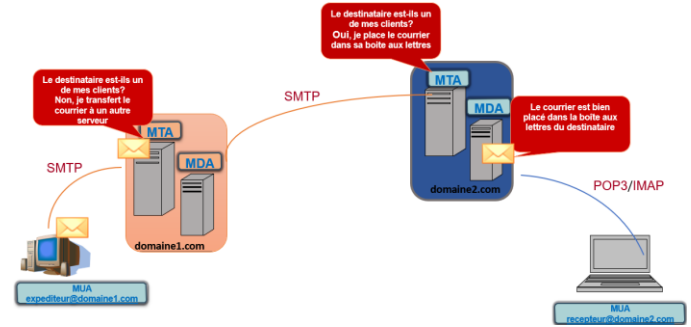 Le destinataire est-ils un
de mes clients?
Oui, je place le courrier
dans sa boîte aux lettres
MTA
Le destinataire est-ils un
de mes clients?
Non, je transfert le
courrier à un autre
serveur
SMTP
MDA
Le courrier est bien
placé dans la boîte aux
lettres du destinataire
MTA
MDA
SMTP
domaine2.com
POP3/IMAP
domaine1.com
MUA
expediteur@domaine1.com
MUA
recepteur@domaine2.com